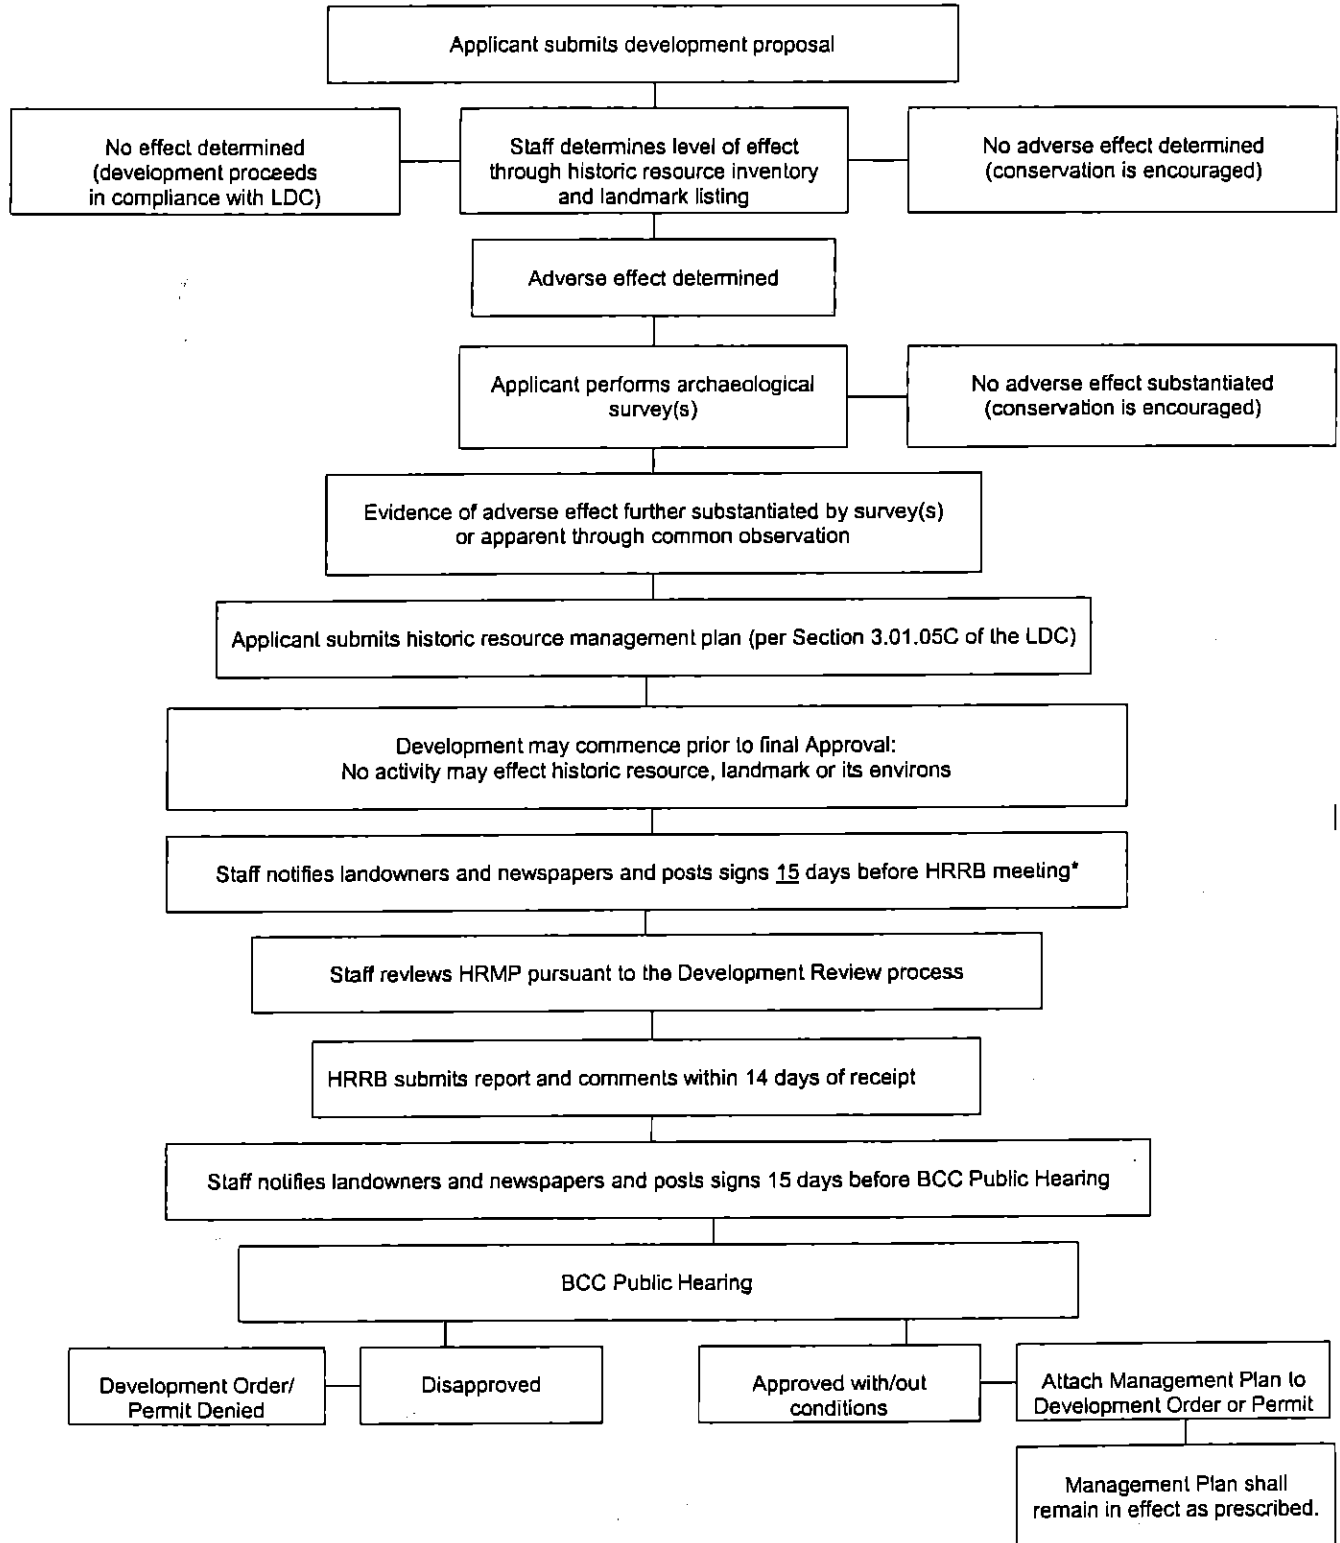 Applicant submits development proposal
No effect determined
(development proceeds
in compliance with LDC)
Staff determines level of effect
through historic resource inventory
and landmark listing
No adverse effect determined
(conservation is encouraged)
Adverse effect determined
Applicant performs archaeological
survey(s)
No adverse effect substantiated
(conservation is encouraged)
Evidence of adverse effect further substantiated by survey(s)
or apparent through common observation
Applicant submits historic resource management plan (per Section 3.01.05C of the LDC)
Development may commence prior to final Approval:
No activity may effect historic resource, landmark or its environs
Staff notifies landowners and newspapers and posts signs 15 days before HRRB meeting*
Staff reviews HRMP pursuant to the Development Review process
HRRB submits report and comments within 14 days of receipt
Staff notifies landowners and newspapers and posts signs 15 days before BCC Public Hearing
BCC Public Hearing
Development Order/
Permit Denied
Disapproved
Approved with/out
conditions
Attach Management Plan to
Development Order or Permit
Management Plan shall
remain in effect as prescribed.